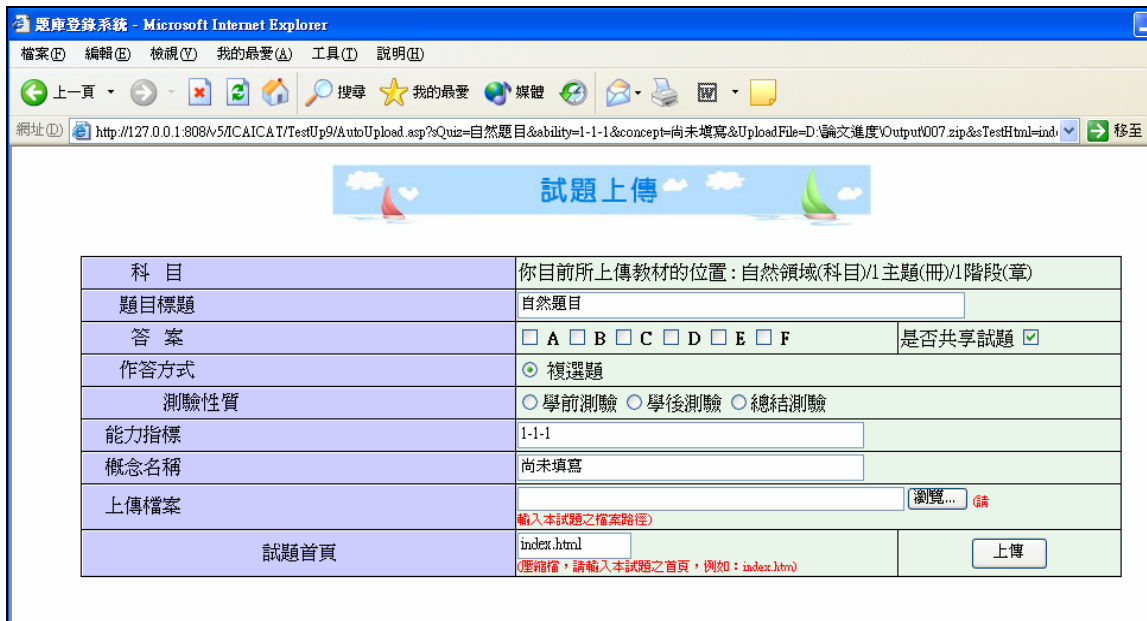 題庫登錄系統 - Microsoft Internet Explorer
檔案(F) 編輯(E) 檢視(V) 我的最愛(A) 工具(T) 說明(H)
上一頁 搜尋 我的最愛 媒體
網址(D) http://127.0.0.1:808/v5/ICAICAT/TestUp9/AutoUpload.asp?sQuiz=自然題目&ability=1-1-1&concept=尚未填寫&UploadFile=D:\論文進度\Output\007.zip&sTestHtml=ind 移至
試題上傳
科 目 你目前所上傳教材的位置 : 自然領域(科目)/1主題(冊)/1階段(章)
題目標題 自然題目
答 案 A B C D E F 是否共享試題
作答方式 複選題
測驗性質 學前測驗 學後測驗 總結測驗
能力指標 1-1-1
概念名稱 尚未填寫
上傳檔案 瀏覽... (請
輸入本試題之檔案路徑)
試題首頁 index.html 上傳
(壓縮檔，請輸入本試題之首頁，例如：index.htm)